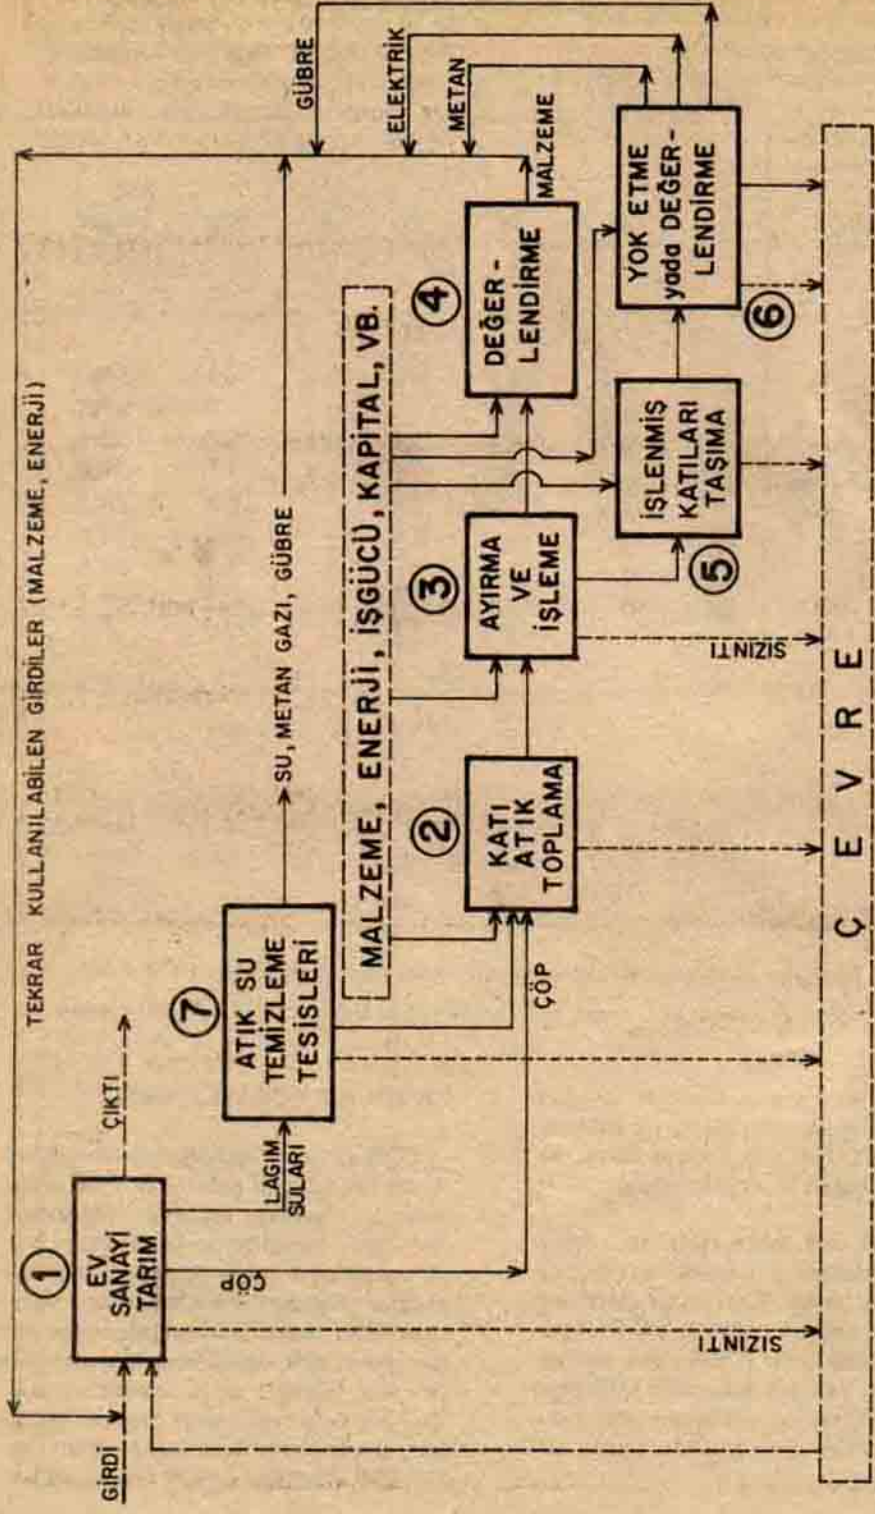 TEKRAR KULLANILABİLEN GİRDİLER (MALZEME, ENERJİ)
GİRDİ
1
EV
SANAYİ
TARIM
ÇIKTI
LAGIM
SULARI
ÇÖP
SIZINTI
7
ATIK SU
TEMİZLEME
TESİSLERİ
SU, METAN GAZI, GÜBRE
MALZEME, ENERJİ, İŞGÜCÜ, KAPİTAL, VB.
ÇÖP
2
KATI
ATIK
TOPLAMA
3
AYIRMA
VE
İŞLEME
SIZINTI
4
DEĞER-
LENDİRME
MALZEME
METAN
ELEKTRİK
GÜBRE
5
İŞLENMİŞ
KATILARI
TAŞIMA
6
YOK ETME
yada DEĞER-
LENDİRME
ÇEVRE